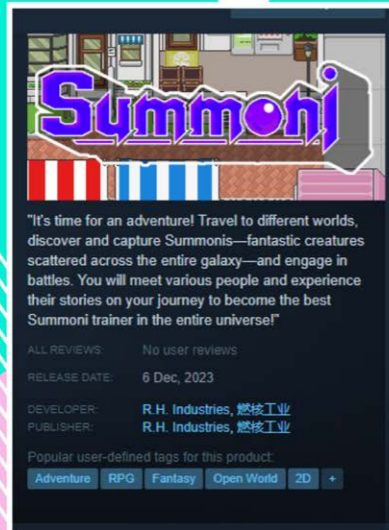 Summoni
"It's time for an adventure! Travel to different worlds,
discover and capture Summonis—fantastic creatures
scattered across the entire galaxy—and engage in
battles. You will meet various people and experience
their stories on your journey to become the best
Summoni trainer in the entire universe!"
ALL REVIEWS: No user reviews
RELEASE DATE: 6 Dec, 2023
DEVELOPER: R.H. Industries, 燃核工业
PUBLISHER: R.H. Industries, 燃核工业
Popular user-defined tags for this product:
Adventure RPG Fantasy Open World 2D +